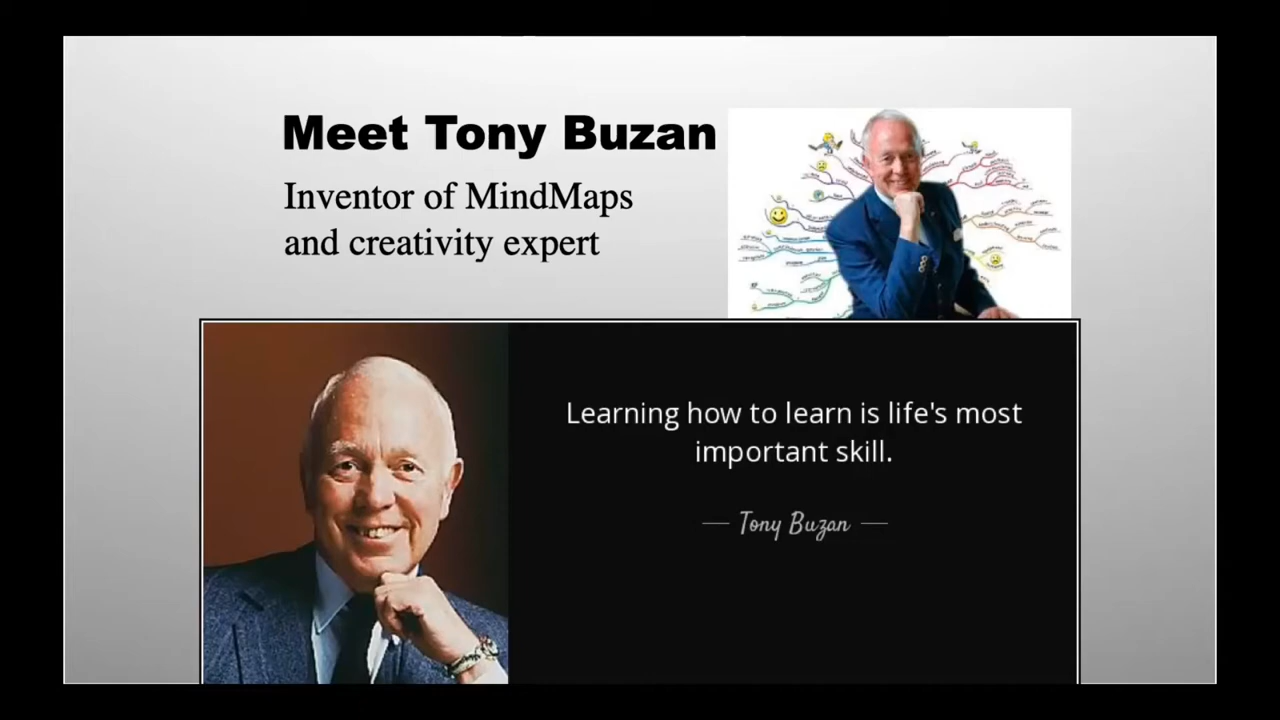 Meet Tony Buzan
Inventor of MindMaps
and creativity expert
Learning how to learn is life's most
important skill.
Tony Buzan